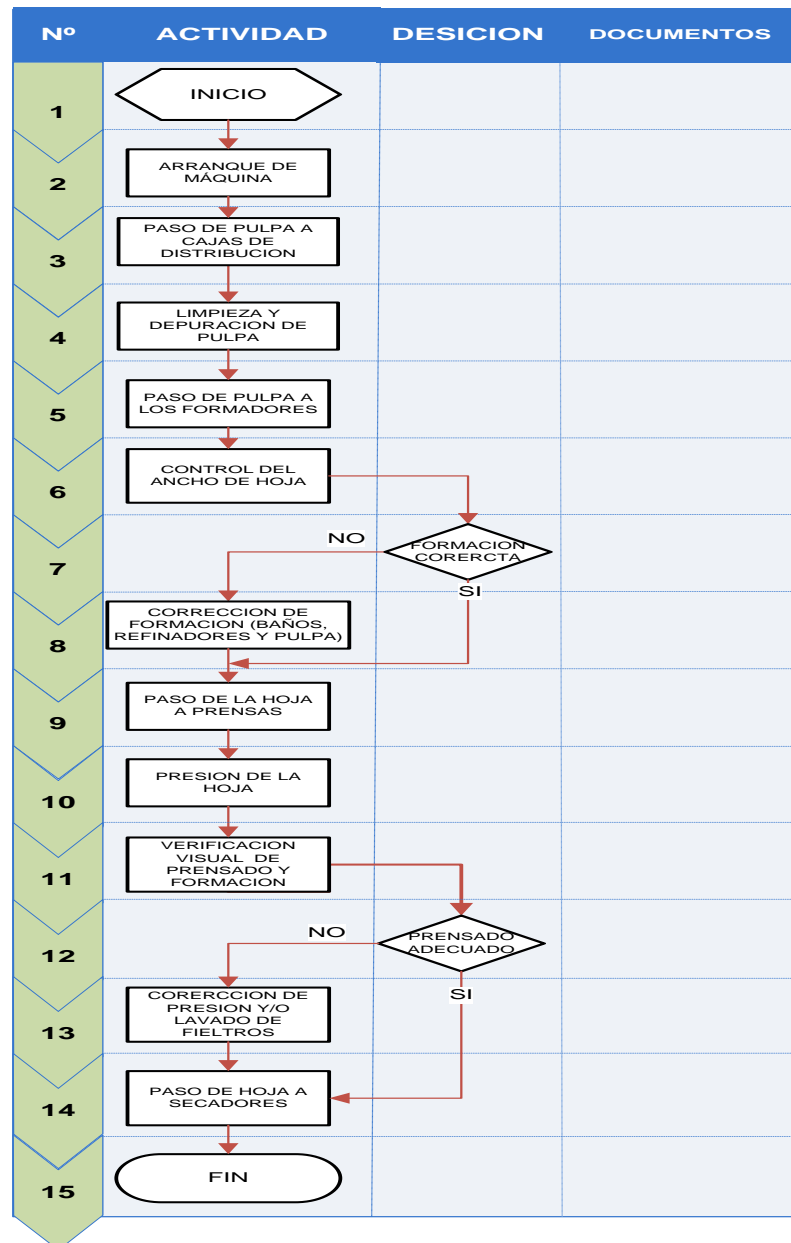 Nº ACTIVIDAD DESICION DOCUMENTOS
1
INICIO
2
ARRANQUE DE
MÁQUINA
3
PASO DE PULPA A
CAJAS DE
DISTRIBUCION
4
LIMPIEZA Y
DEPURACION DE
PULPA
5
PASO DE PULPA A
LOS FORMADORES
6
CONTROL DEL
ANCHO DE HOJA
7
NO
FORMACION
CORERCTA
SI
8
CORRECCION DE
FORMACION (BAÑOS,
REFINADORES Y PULPA)
9
PASO DE LA HOJA
A PRENSAS
10
PRESION DE LA
HOJA
11
VERIFICACION
VISUAL DE
PRENSADO Y
FORMACION
12
NO
PRENSADO
ADECUADO
SI
13
CORERCCION DE
PRESION Y/O
LAVADO DE
FIELTROS
14
PASO DE HOJA A
SECADORES
15
FIN